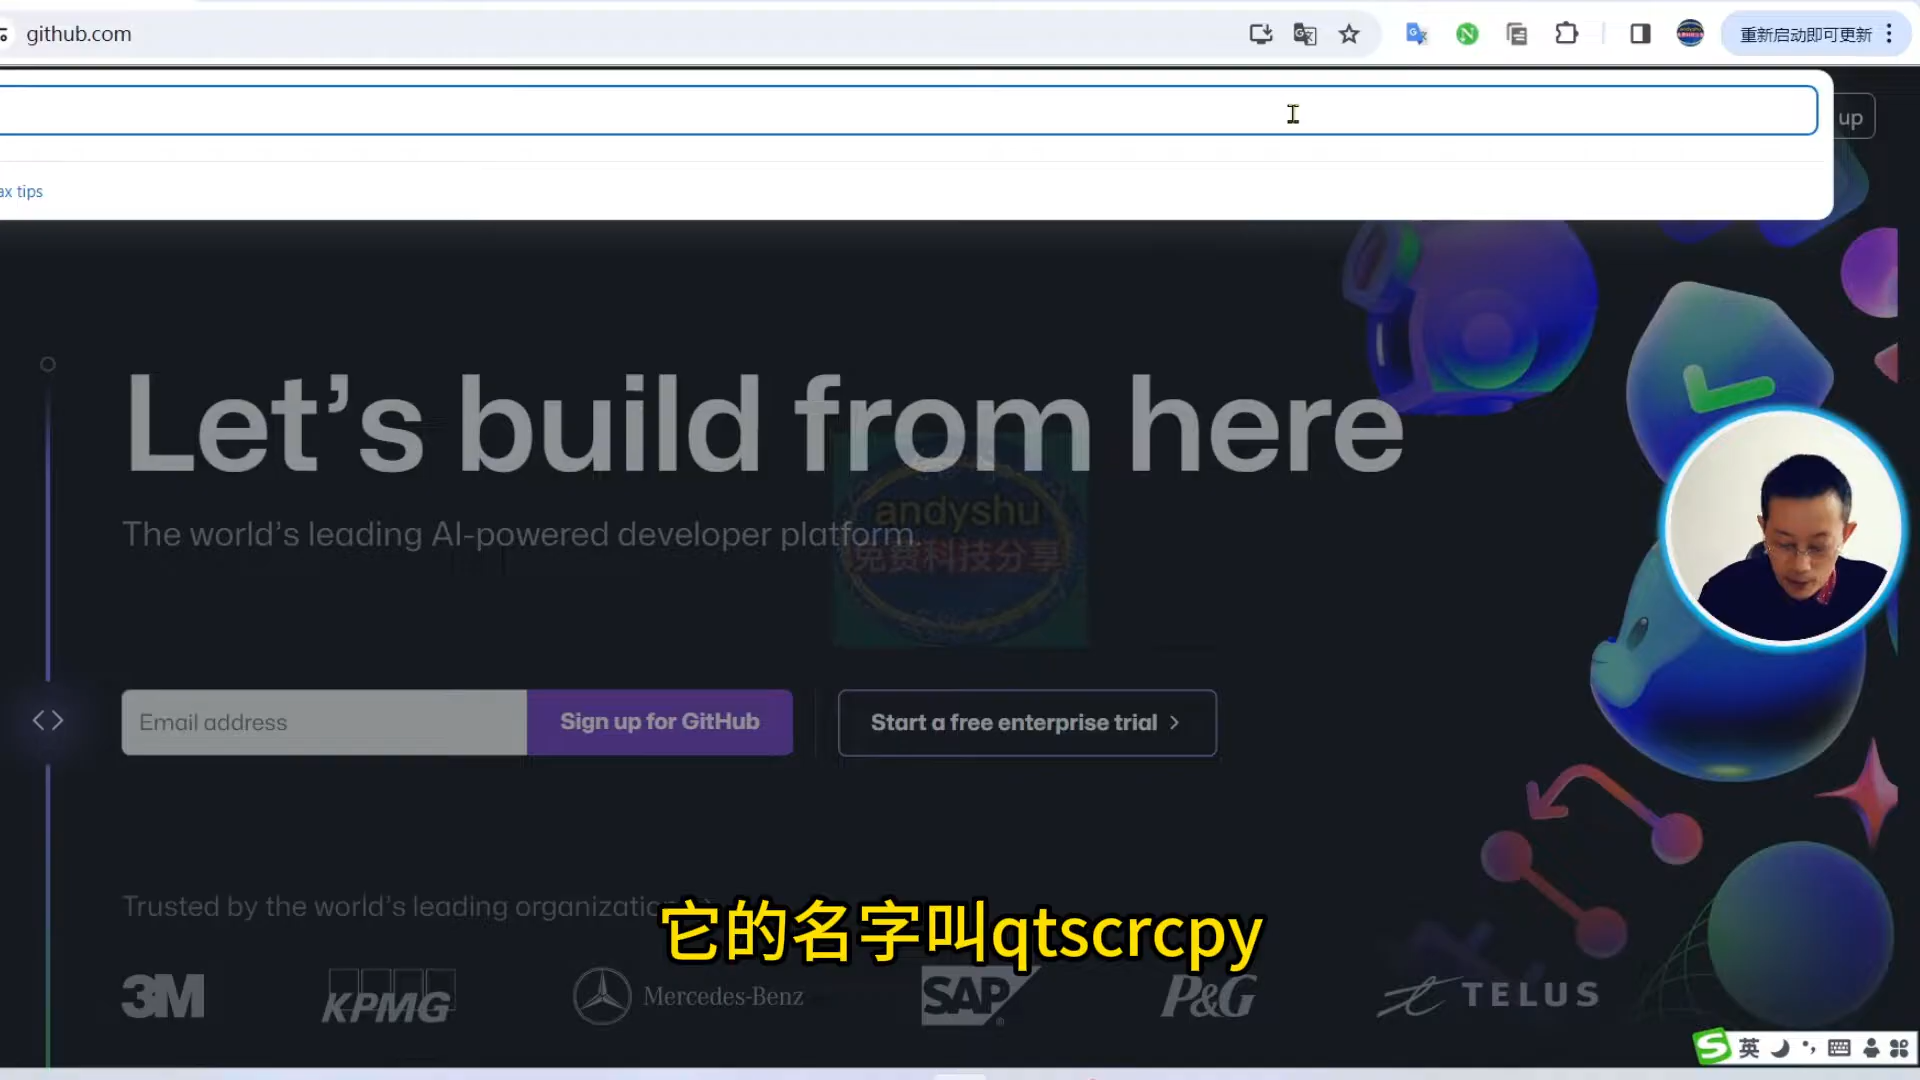 github.com
重新启动即可更新
up
ax tips
Let's build from here
The world's leading AI-powered developer platform.
andyshu
免费科技分享
Email address
Sign up for GitHub
Start a free enterprise trial
Trusted by the world's leading organizatio
它的名字叫qtscrcpy
3M
KPMG
Mercedes-Benz
SAP
P&G
TELUS
英